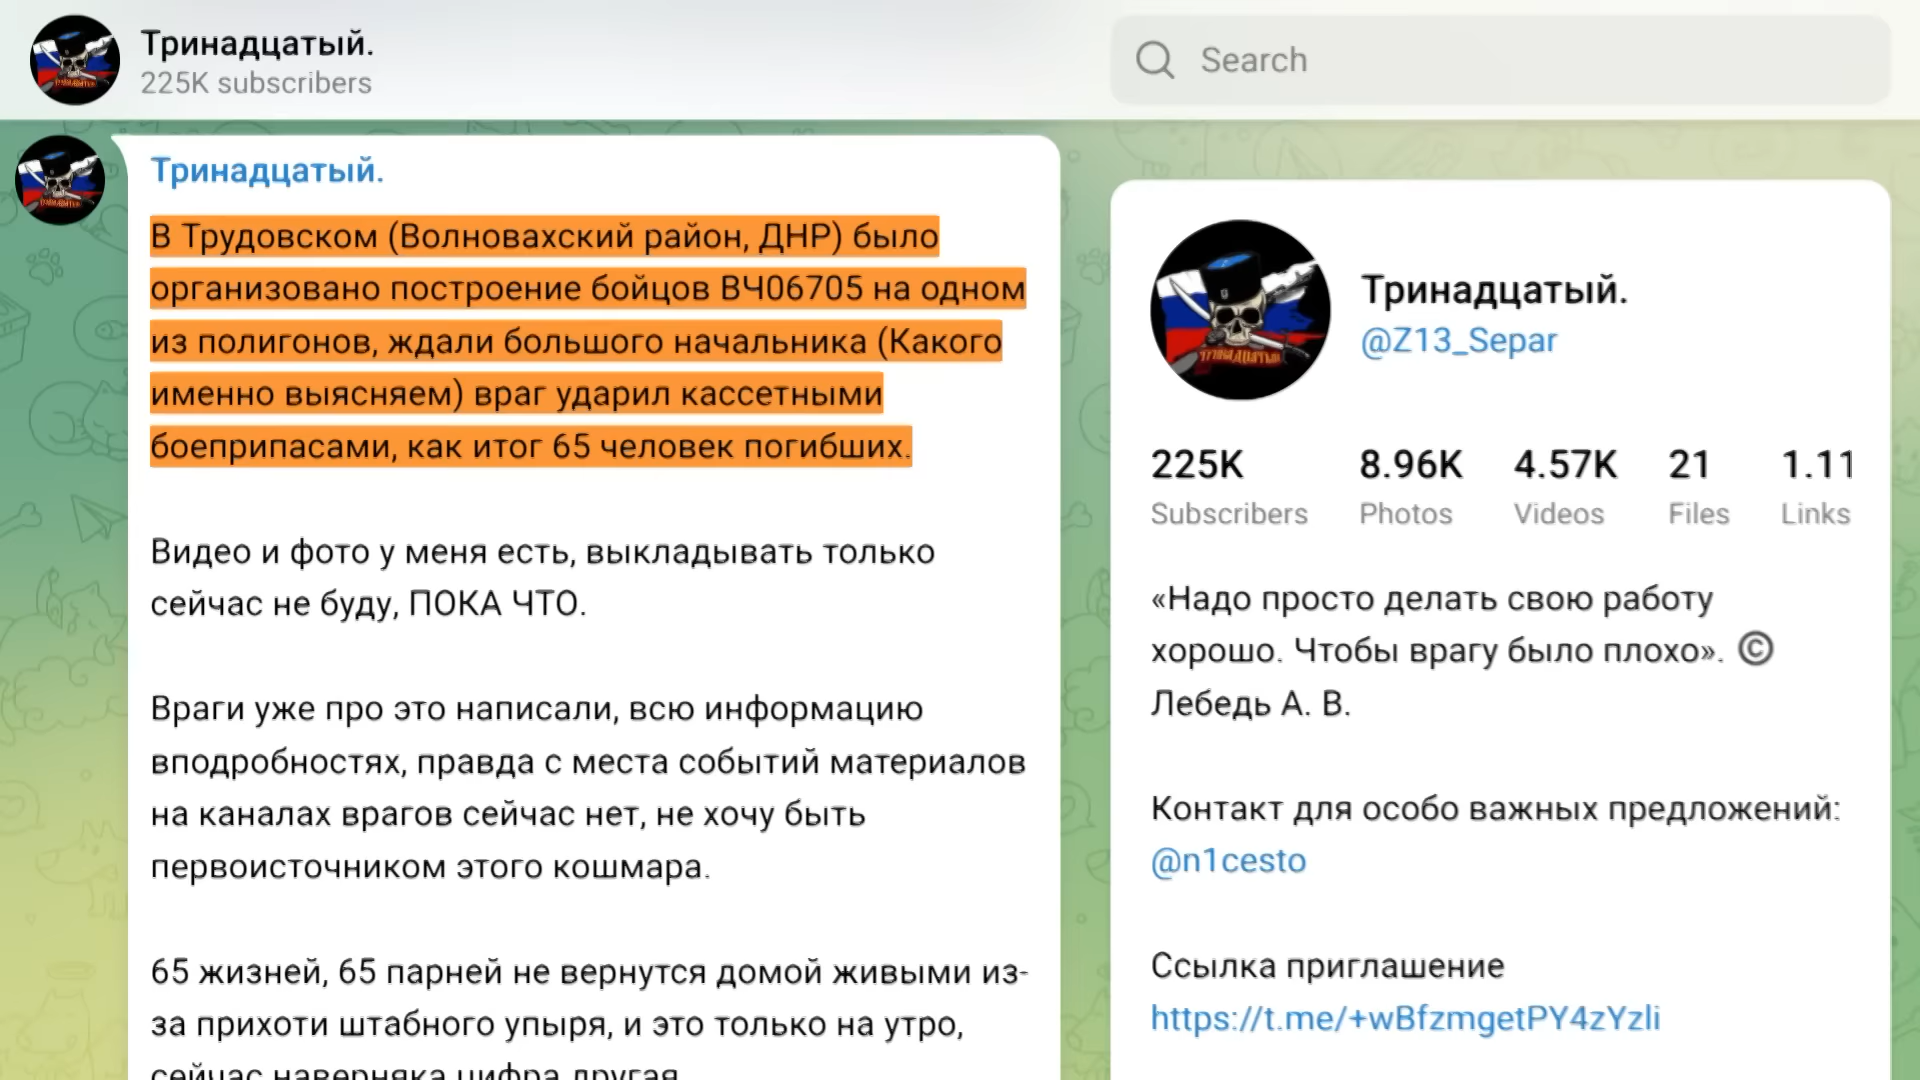 Тринадцатый.
225K subscribers
Search
Тринадцатый.
В Трудовском (Волновахский район, ДНР) было
организовано построение бойцов ВЧ06705 на одном
из полигонов, ждали большого начальника (Какого
именно выясняем) враг ударил кассетными
боеприпасами, как итог 65 человек погибших.
Видео и фото у меня есть, выкладывать только
сейчас не буду, ПОКА ЧТО.
Враги уже про это написали, всю информацию
вподробностях, правда с места событий материалов
на каналах врагов сейчас нет, не хочу быть
первоисточником этого кошмара.
65 жизней, 65 парней не вернутся домой живыми из-
за прихоти штабного упыря, и это только на утро,
сейчас наверняка цифра другая
ТРИНАДЦАТЫЙ
Тринадцатый.
@Z13_Separ
225K 8.96K 4.57K 21 1.11
Subscribers Photos Videos Files Links
«Надо просто делать свою работу
хорошо. Чтобы врагу было плохо». ©
Лебедь А. В.
Контакт для особо важных предложений:
@n1cesto
Ссылка приглашение
https://t.me/+wBfzmgetPY4zYzli